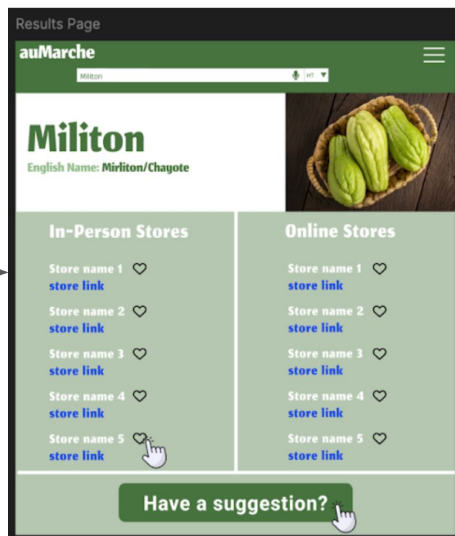 Results Page
auMarche
Militon
HT
Militon
English Name: Mirliton/Chayote
In-Person Stores
Store name 1
store link
Store name 2
store link
Store name 3
store link
Store name 4
store link
Store name 5
store link
Online Stores
Store name 1
store link
Store name 2
store link
Store name 3
store link
Store name 4
store link
Store name 5
store link
Have a suggestion?